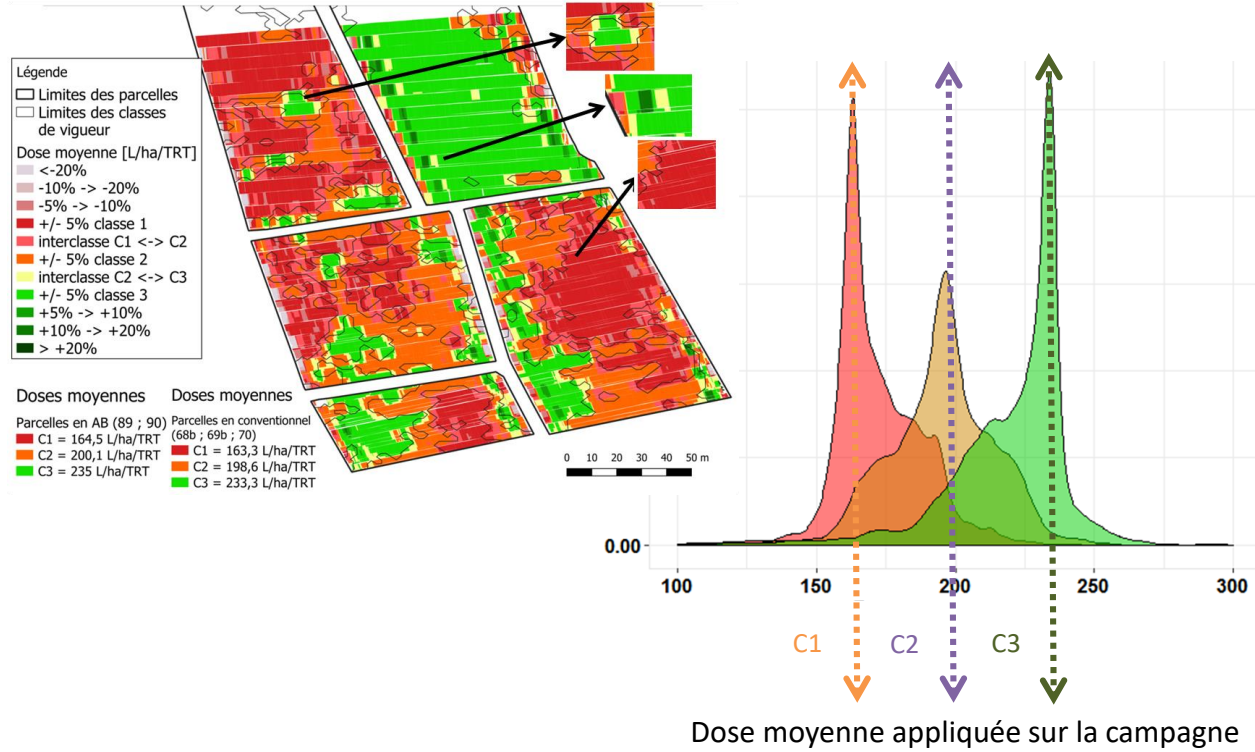 Légende
Limites des parcelles
Limites des classes
de vigueur
Dose moyenne [L/ha/TRT]
<-20%
-10% -> -20%
-5% -> -10%
+/- 5% classe 1
interclasse C1 <-> C2
+/- 5% classe 2
interclasse C2 <-> C3
+/- 5% classe 3
+5% -> +10%
+10% -> +20%
> +20%
Doses moyennes
Parcelles en AB (89 ; 90)
C1 = 164,5 L/ha/TRT
C2 = 200,1 L/ha/TRT
C3 = 235 L/ha/TRT
Doses moyennes
Parcelles en conventionnel
(68b ; 69b ; 70)
C1 = 163,3 L/ha/TRT
C2 = 198,6 L/ha/TRT
C3 = 233,3 L/ha/TRT
0 10 20 30 40 50 m
0.00
100 150 200 250 300
C1 C2 C3
Dose moyenne appliquée sur la campagne